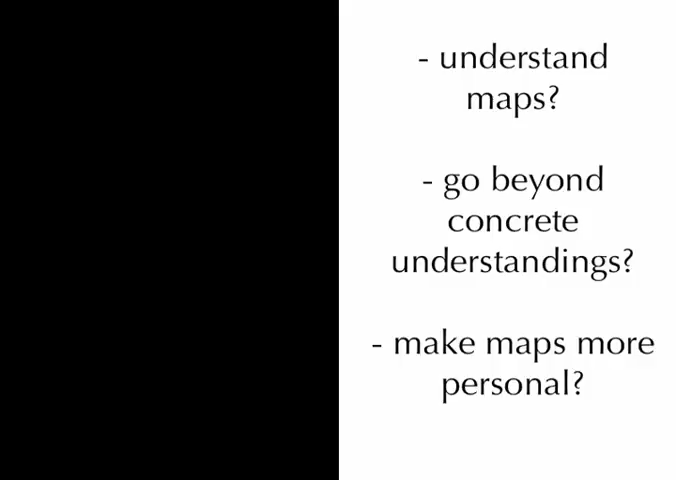 - understand
maps?
- go beyond
concrete
understandings?
- make maps more
personal?